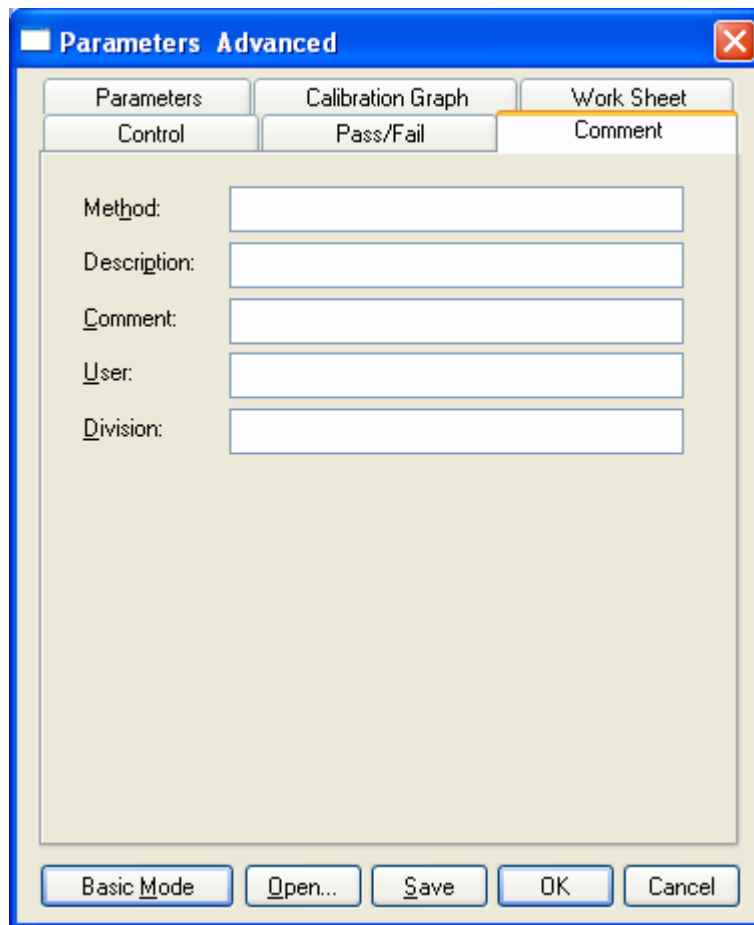 Parameters Advanced
Parameters Calibration Graph Work Sheet
Control Pass/Fail Comment
Method:
Description:
Comment:
User:
Division:
Basic Mode Open... Save OK Cancel